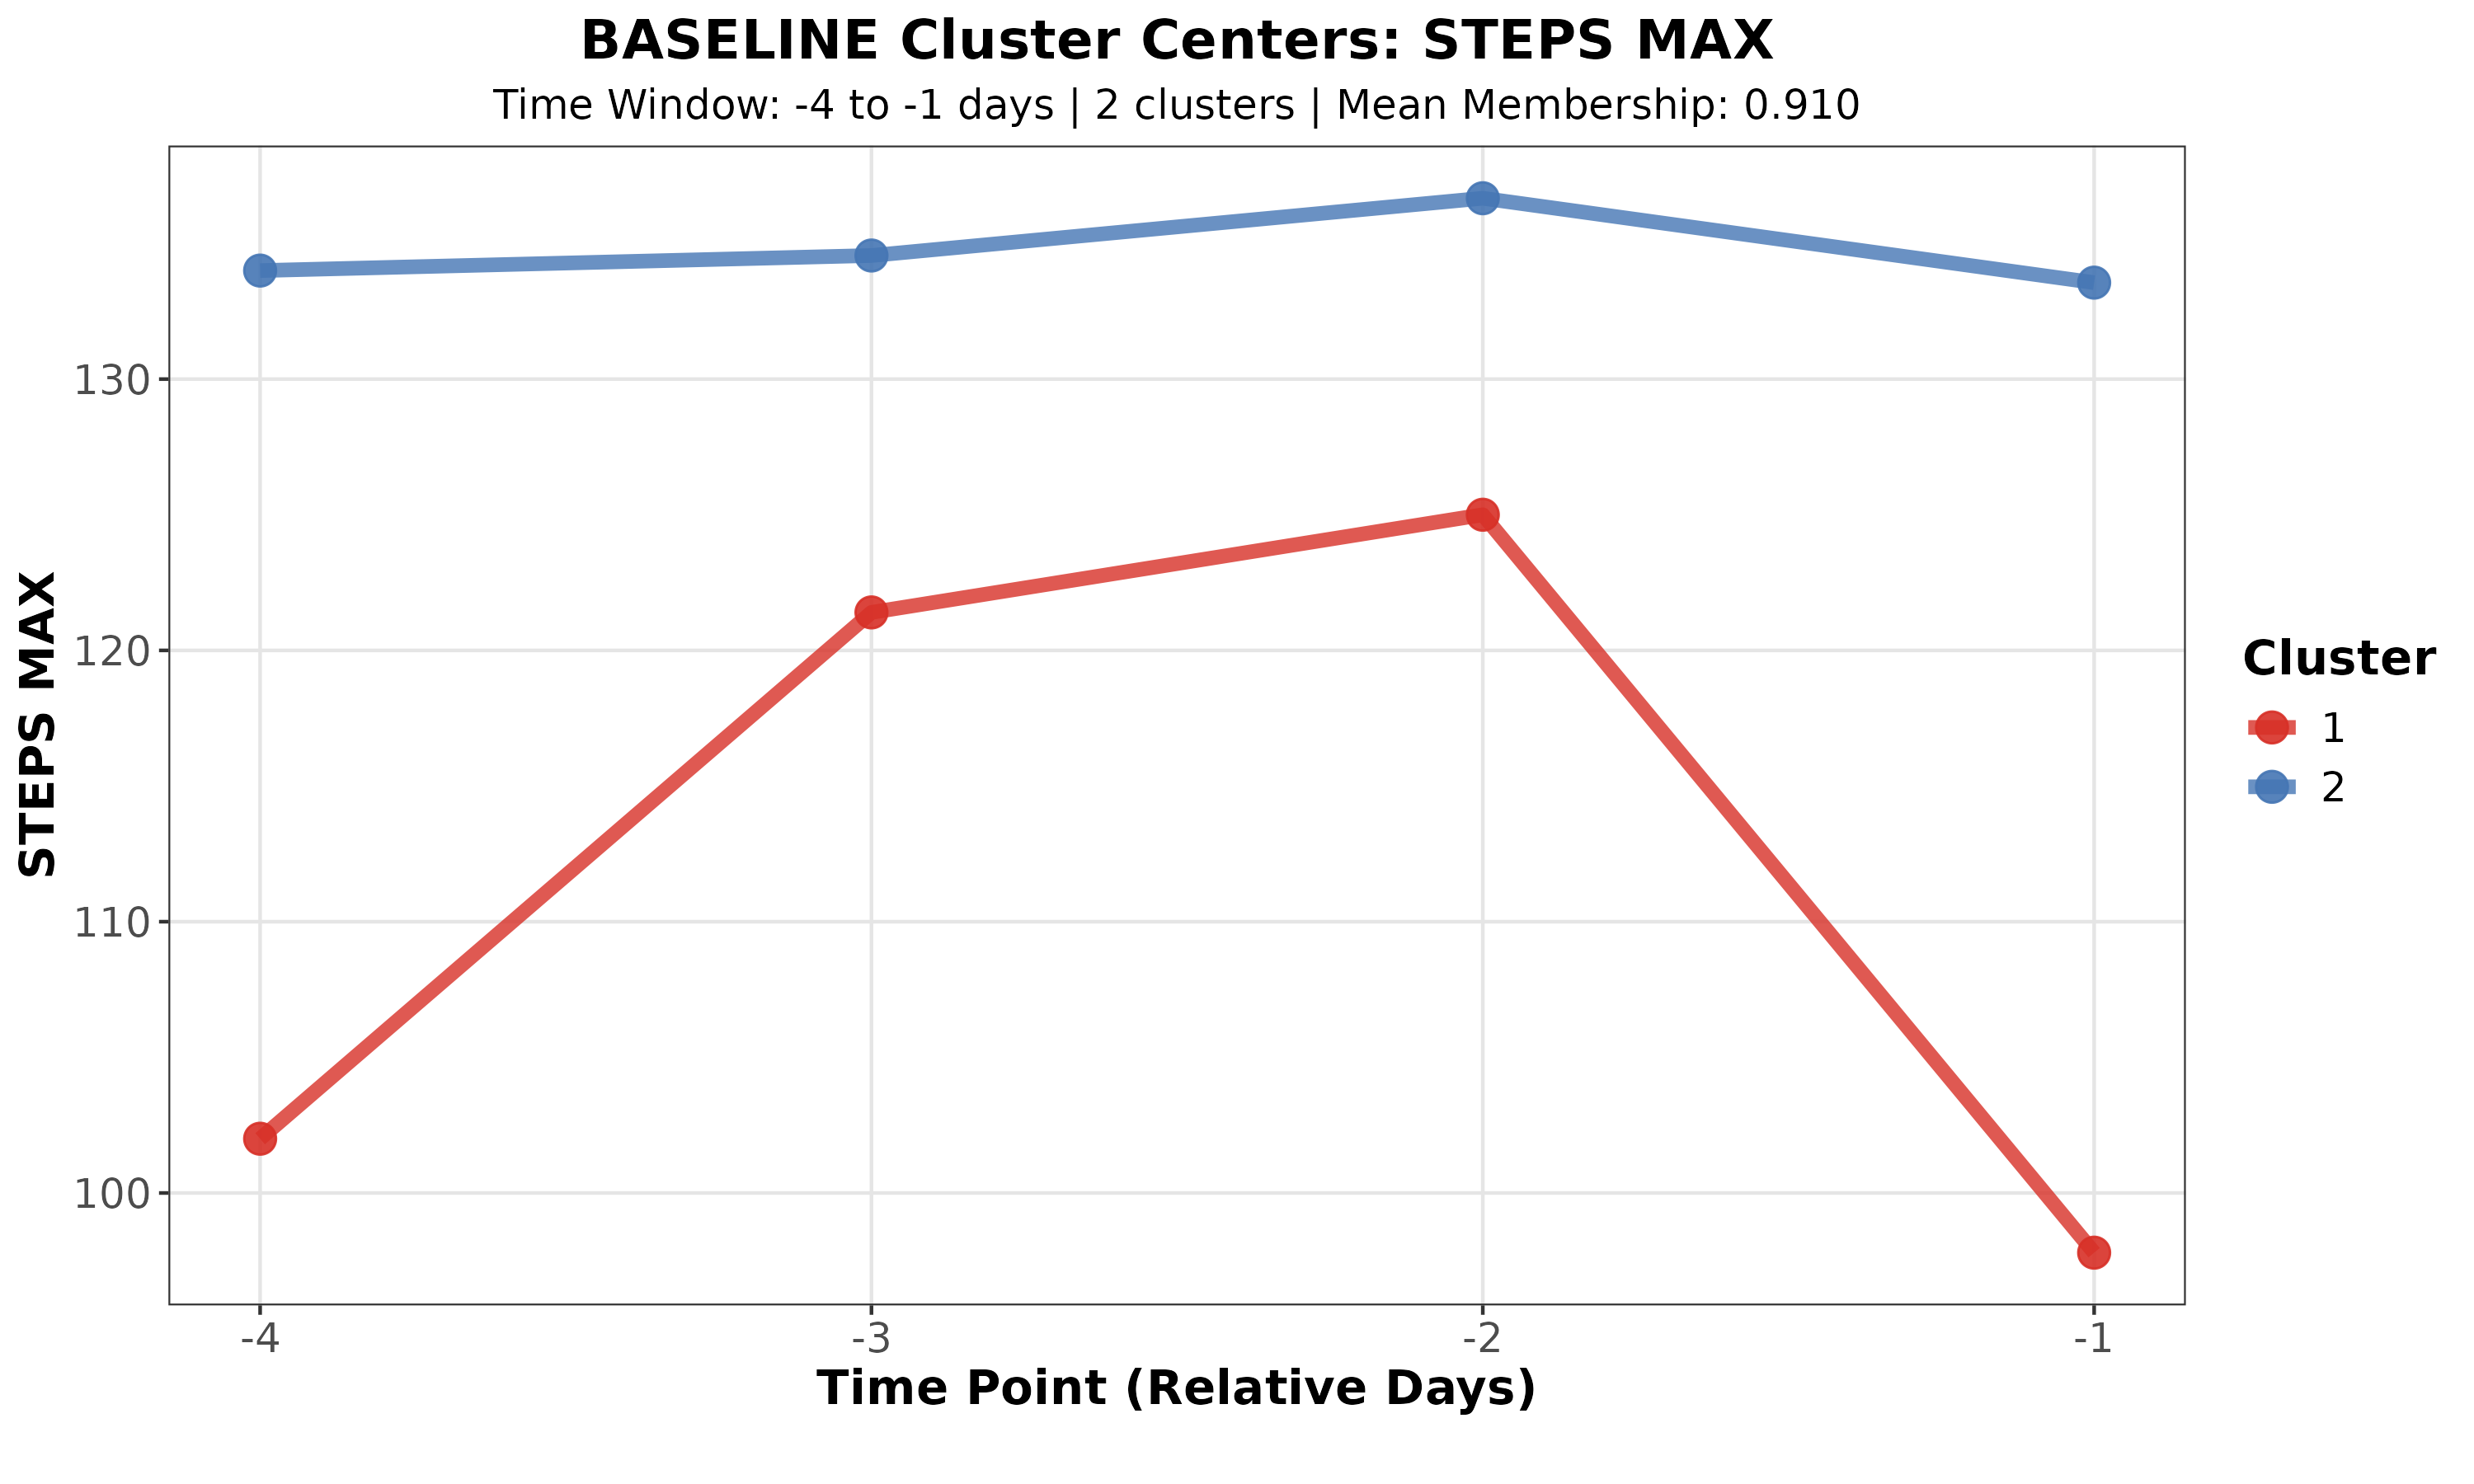 BASELINE Cluster Centers: STEPS MAX
Time Window: -4 to -1 days | 2 clusters | Mean Membership: 0.910
STEPS MAX
130
120
110
100
-4
-3
-2
-1
Time Point (Relative Days)
Cluster
1
2